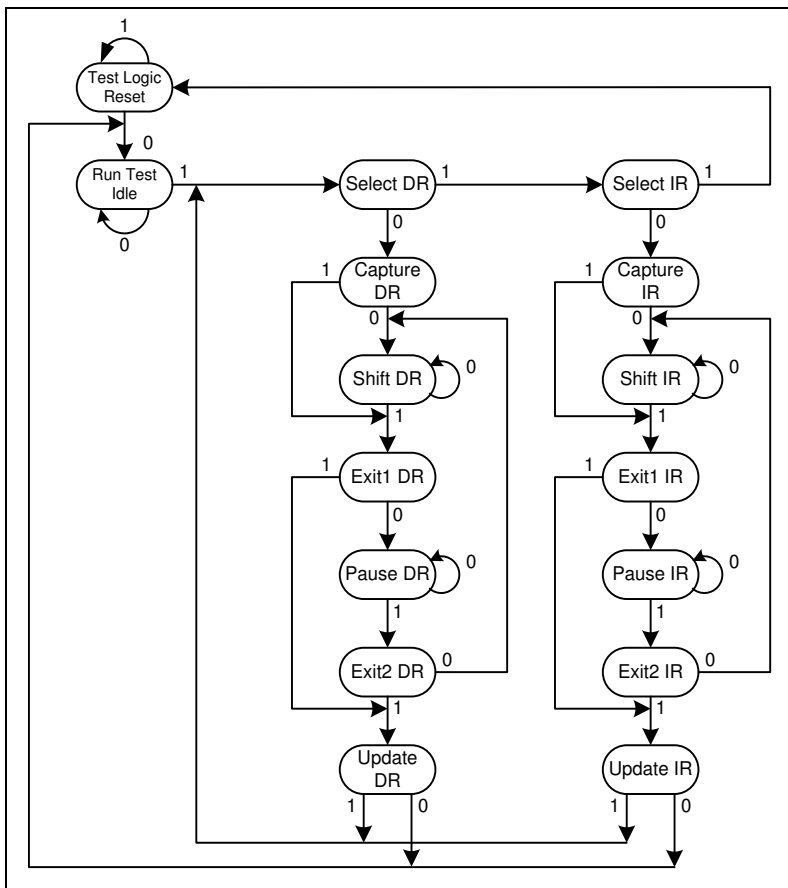 1
Test Logic
Reset
0
Run Test
Idle
1
0
Select DR
1
0
Select IR
1
0
Capture
DR
1
0
Capture
IR
1
0
Shift DR
0
1
Shift IR
0
1
Exit1 DR
1
0
Exit1 IR
1
0
Pause DR
0
1
Pause IR
0
1
Exit2 DR
0
1
Exit2 IR
0
1
Update
DR
1
0
Update IR
1
0